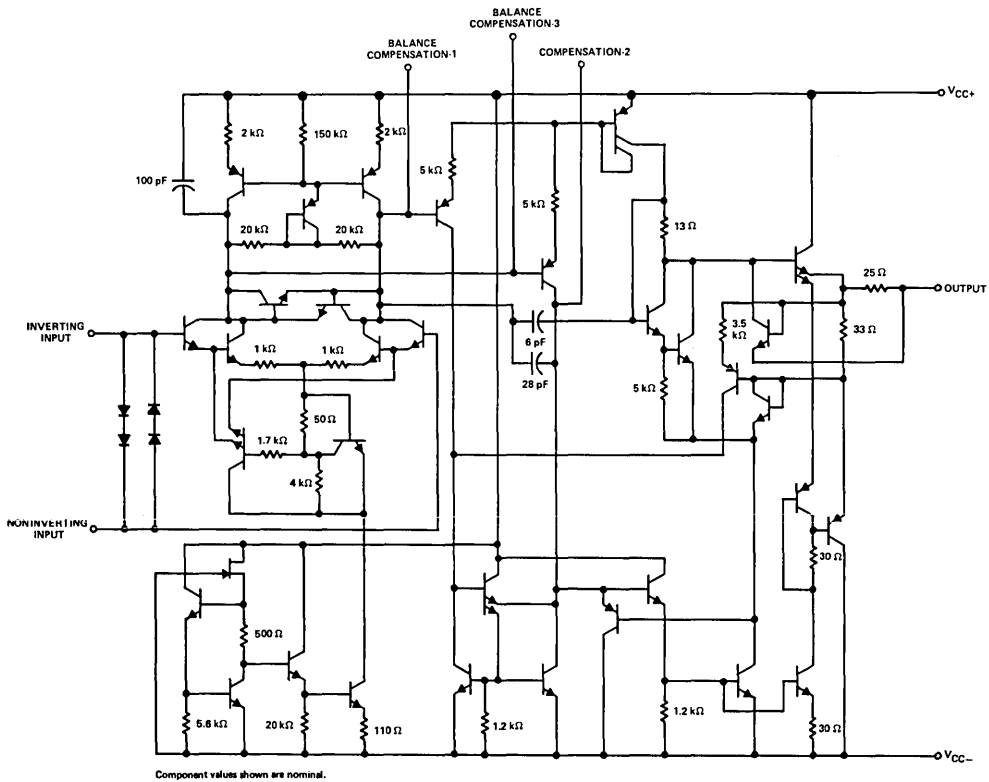 BALANCE
COMPENSATION-3
BALANCE
COMPENSATION-1
COMPENSATION-2
VCC+
2 kΩ
150 kΩ
2 kΩ
100 pF
5 kΩ
5 kΩ
13 Ω
20 kΩ
20 kΩ
25 Ω
OUTPUT
INVERTING
INPUT
6 pF
3.5
kΩ
33 Ω
1 kΩ
1 kΩ
28 pF
5 kΩ
50 Ω
1.7 kΩ
4 kΩ
NONINVERTING
INPUT
30 Ω
500 Ω
5.6 kΩ
20 kΩ
110 Ω
1.2 kΩ
1.2 kΩ
30 Ω
VCC−
Component values shown are nominal.